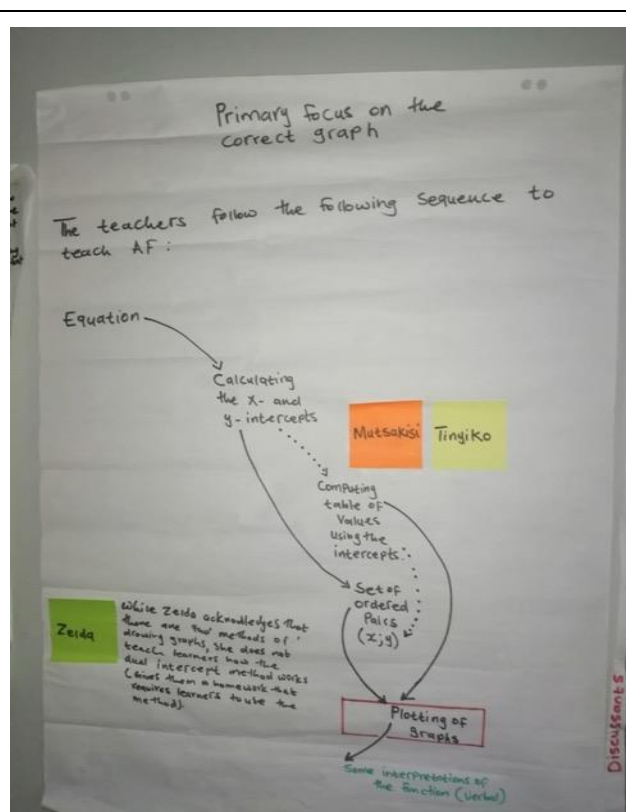 Primary focus on the
correct graph
The teachers follow the following sequence to
teach AF:
Equation
Calculating
the x- and
y-intercepts
Mutsakisi
Tinyiko
Computing
table of
values
using the
intercepts.
Set of
ordered
Pairs
(x;y)
Zelda
While Zelda acknowledges that
there are two methods of
drawing graphs, she does not
teach learners how the
dual intercept method works
(Gives them a homework that
requires learners to use the
method).
Plotting of
graphs
Some interpretations of
the function (verbal)
Discussants